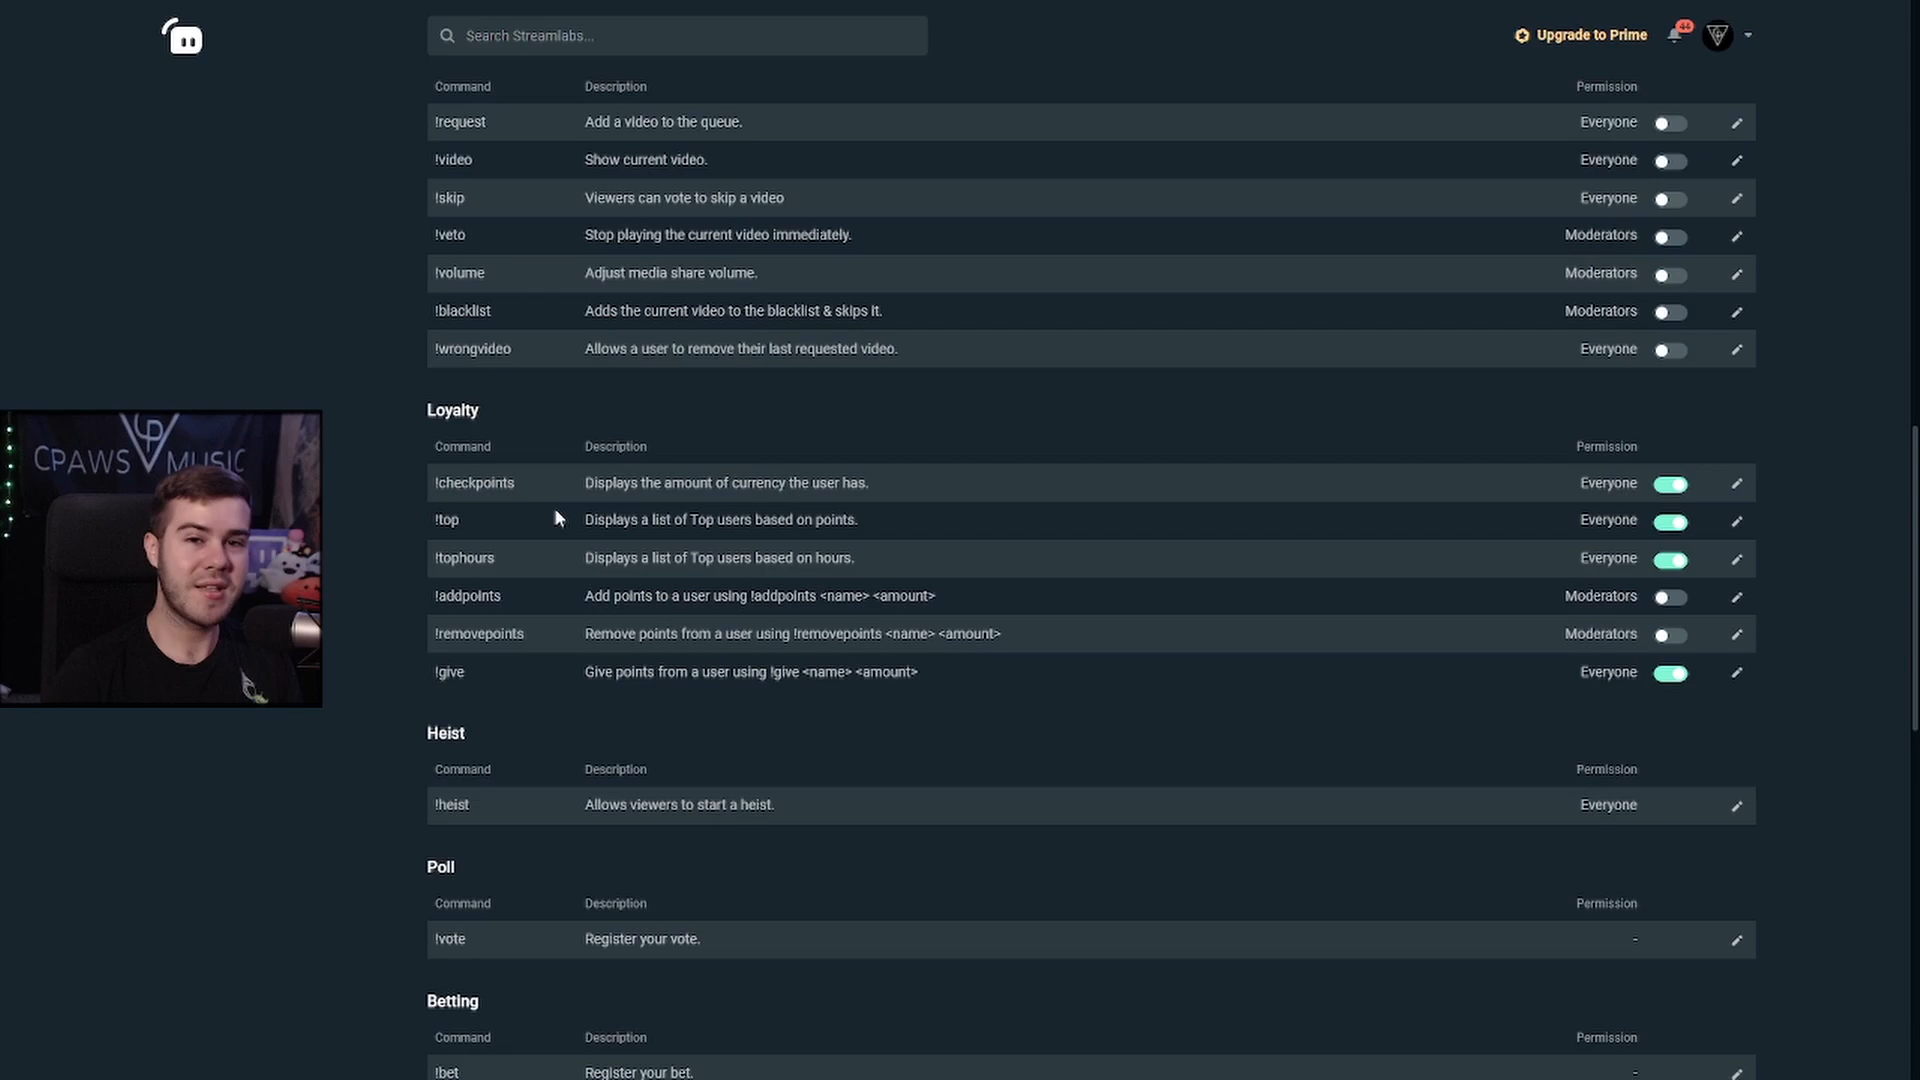 Search Streamlabs...
Upgrade to Prime
44
Command Description Permission
!request Add a video to the queue. Everyone
!video Show current video. Everyone
!skip Viewers can vote to skip a video Everyone
!veto Stop playing the current video immediately. Moderators
!volume Adjust media share volume. Moderators
!blacklist Adds the current video to the blacklist & skips it. Moderators
!wrongvideo Allows a user to remove their last requested video. Everyone
Loyalty
Command Description Permission
!checkpoints Displays the amount of currency the user has. Everyone
!top Displays a list of Top users based on points. Everyone
!tophours Displays a list of Top users based on hours. Everyone
!addpoints Add points to a user using !addpoints <name> <amount> Moderators
!removepoints Remove points from a user using !removepoints <name> <amount> Moderators
!give Give points from a user using !give <name> <amount> Everyone
Heist
Command Description Permission
!heist Allows viewers to start a heist. Everyone
Poll
Command Description Permission
!vote Register your vote. -
Betting
Command Description Permission
!bet Register your bet. -
CP
CPAWS MUSIC